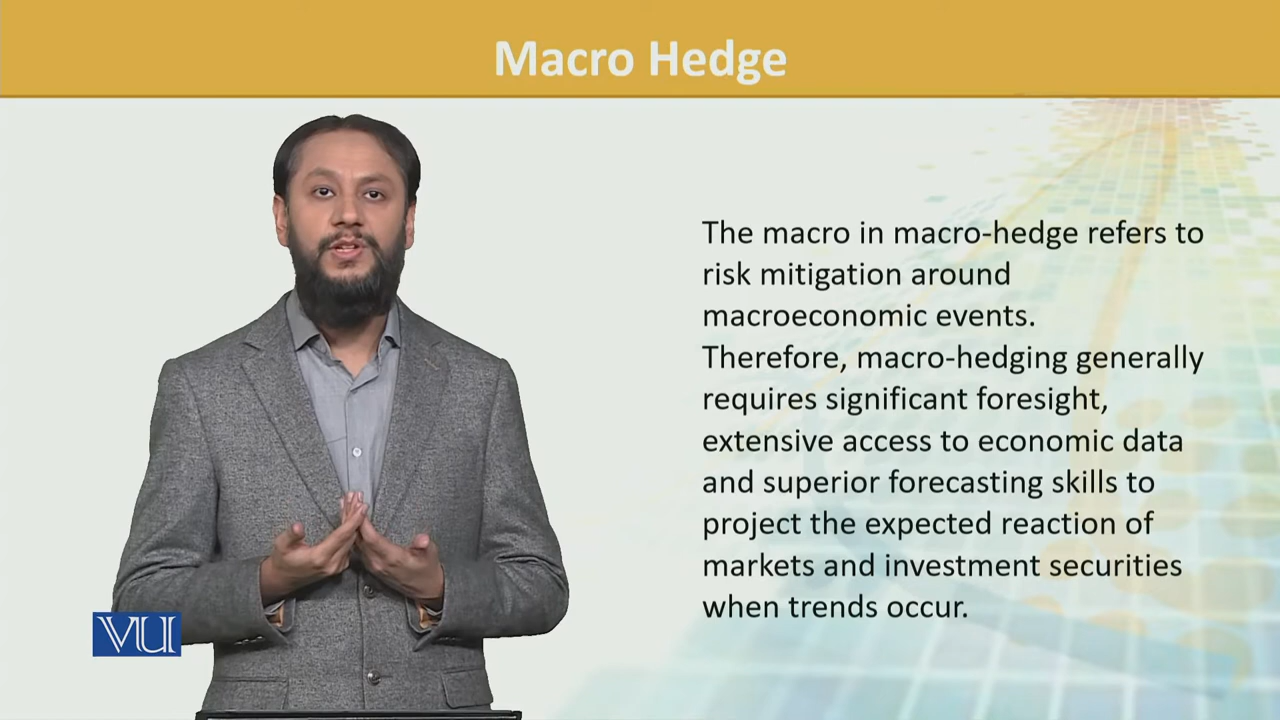 Macro Hedge
The macro in macro-hedge refers to
risk mitigation around
macroeconomic events.
Therefore, macro-hedging generally
requires significant foresight,
extensive access to economic data
and superior forecasting skills to
project the expected reaction of
markets and investment securities
when trends occur.
VU